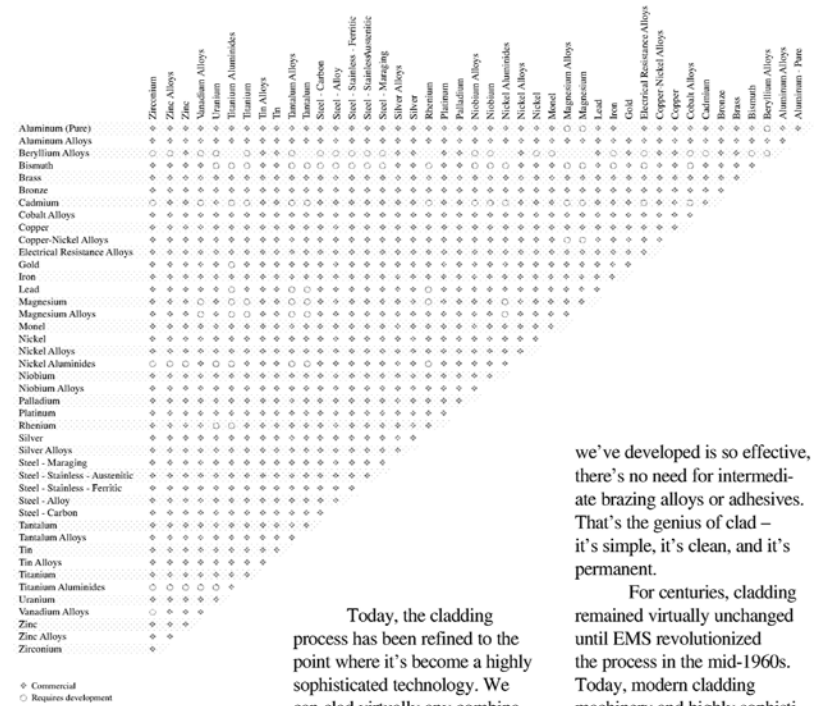 Zirconium
Zinc Alloys
Zinc
Vanadium Alloys
Uranium
Titanium Aluminides
Titanium
Tin Alloys
Tin
Tantalum Alloys
Tantalum
Steel - Carbon
Steel - Alloy
Steel - Stainless - Ferritic
Steel - Stainless Austenitic
Steel - Maraging
Silver Alloys
Silver
Rhenium
Platinum
Palladium
Niobium Alloys
Niobium
Nickel Aluminides
Nickel Alloys
Nickel
Monel
Magnesium Alloys
Magnesium
Lead
Iron
Gold
Electrical Resistance Alloys
Copper-Nickel Alloys
Copper
Cobalt Alloys
Cadmium
Bronze
Brass
Bismuth
Beryllium Alloys
Aluminum Alloys
Aluminum - Pure
Aluminum (Pure)
Aluminum Alloys
Beryllium Alloys
Bismuth
Brass
Bronze
Cadmium
Cobalt Alloys
Copper
Copper-Nickel Alloys
Electrical Resistance Alloys
Gold
Iron
Lead
Magnesium
Magnesium Alloys
Monel
Nickel
Nickel Alloys
Nickel Aluminides
Niobium
Niobium Alloys
Palladium
Platinum
Rhenium
Silver
Silver Alloys
Steel - Maraging
Steel - Stainless - Austenitic
Steel - Stainless - Ferritic
Steel - Alloy
Steel - Carbon
Tantalum
Tantalum Alloys
Tin
Tin Alloys
Titanium
Titanium Aluminides
Uranium
Vanadium Alloys
Zinc
Zinc Alloys
Zirconium
Commercial
Requires development
Today, the cladding
process has been refined to the
point where it's become a highly
sophisticated technology. We
can clad virtually any combine
we've developed is so effective,
there's no need for intermedi-
ate brazing alloys or adhesives.
That's the genius of clad –
it's simple, it's clean, and it's
permanent.
For centuries, cladding
remained virtually unchanged
until EMS revolutionized
the process in the mid-1960s.
Today, modern cladding
machinery and highly sophisti-